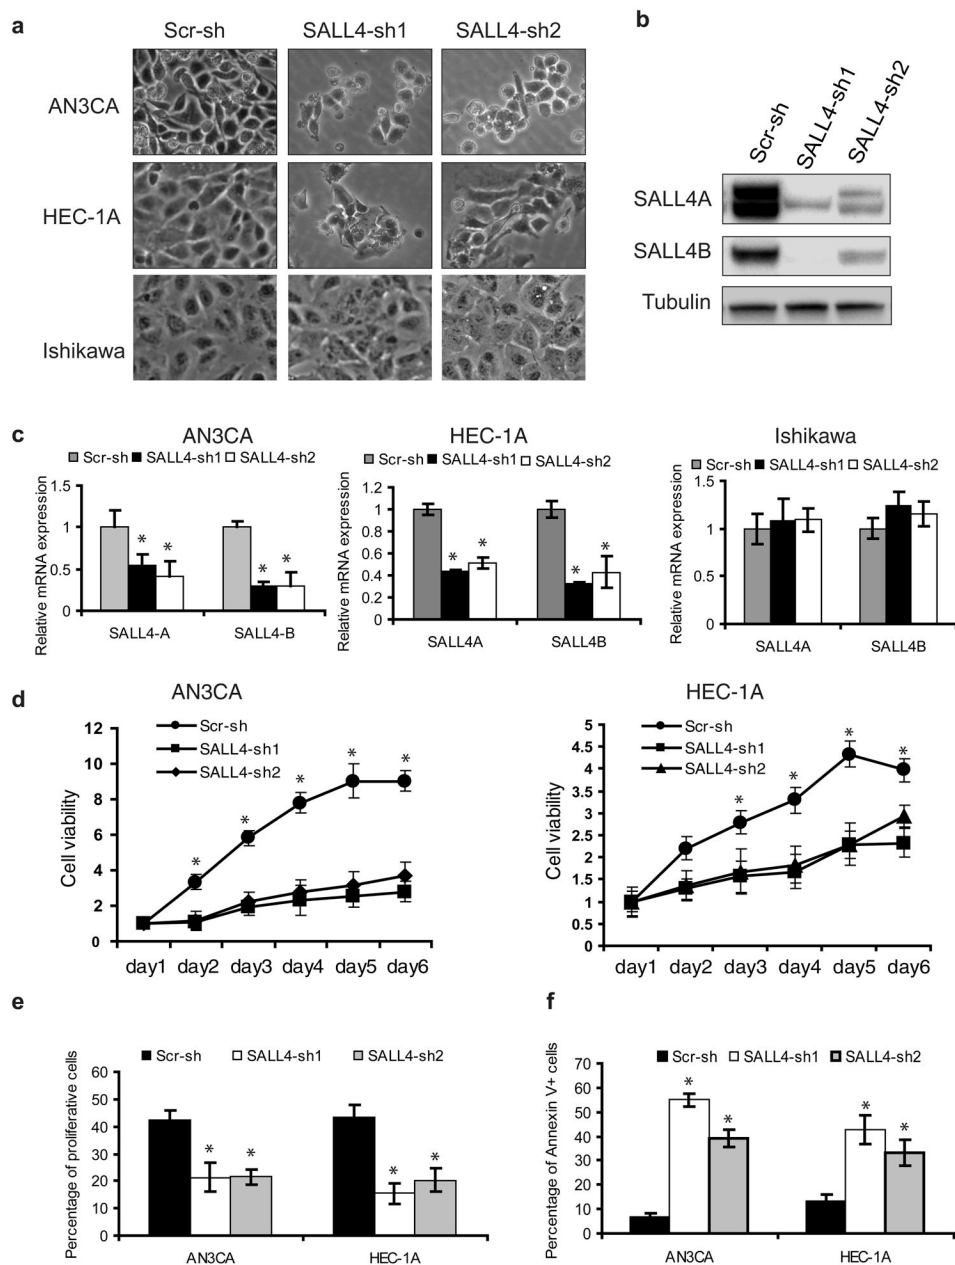 a
Scr-sh SALL4-sh1 SALL4-sh2
AN3CA
HEC-1A
Ishikawa
b
Scr-sh SALL4-sh1 SALL4-sh2
SALL4A
SALL4B
Tubulin
c
AN3CA
Scr-sh SALL4-sh1 SALL4-sh2
Relative mRNA expression
1.5
1
0.5
0
* * * *
SALL4-A SALL4-B
HEC-1A
Scr-sh SALL4-sh1 SALL4-sh2
Relative mRNA expression
1.2
1
0.8
0.6
0.4
0.2
0
* * * *
SALL4A SALL4B
Ishikawa
Scr-sh SALL4-sh1 SALL4-sh2
Relative mRNA expression
1.5
1
0.5
0
SALL4A SALL4B
d
AN3CA
Scr-sh
SALL4-sh1
SALL4-sh2
Cell viability
12
10
8
6
4
2
0
* * * * *
day1 day2 day3 day4 day5 day6
HEC-1A
Scr-sh
SALL4-sh1
SALL4-sh2
Cell viability
5
4.5
4
3.5
3
2.5
2
1.5
1
0.5
0
* * * *
day1 day2 day3 day4 day5 day6
e
Scr-sh SALL4-sh1 SALL4-sh2
Percentage of proliferative cells
60
50
40
30
20
10
0
* * * *
AN3CA HEC-1A
f
Scr-sh SALL4-sh1 SALL4-sh2
Percentage of Annexin V+ cells
70
60
50
40
30
20
10
0
* * * *
AN3CA HEC-1A